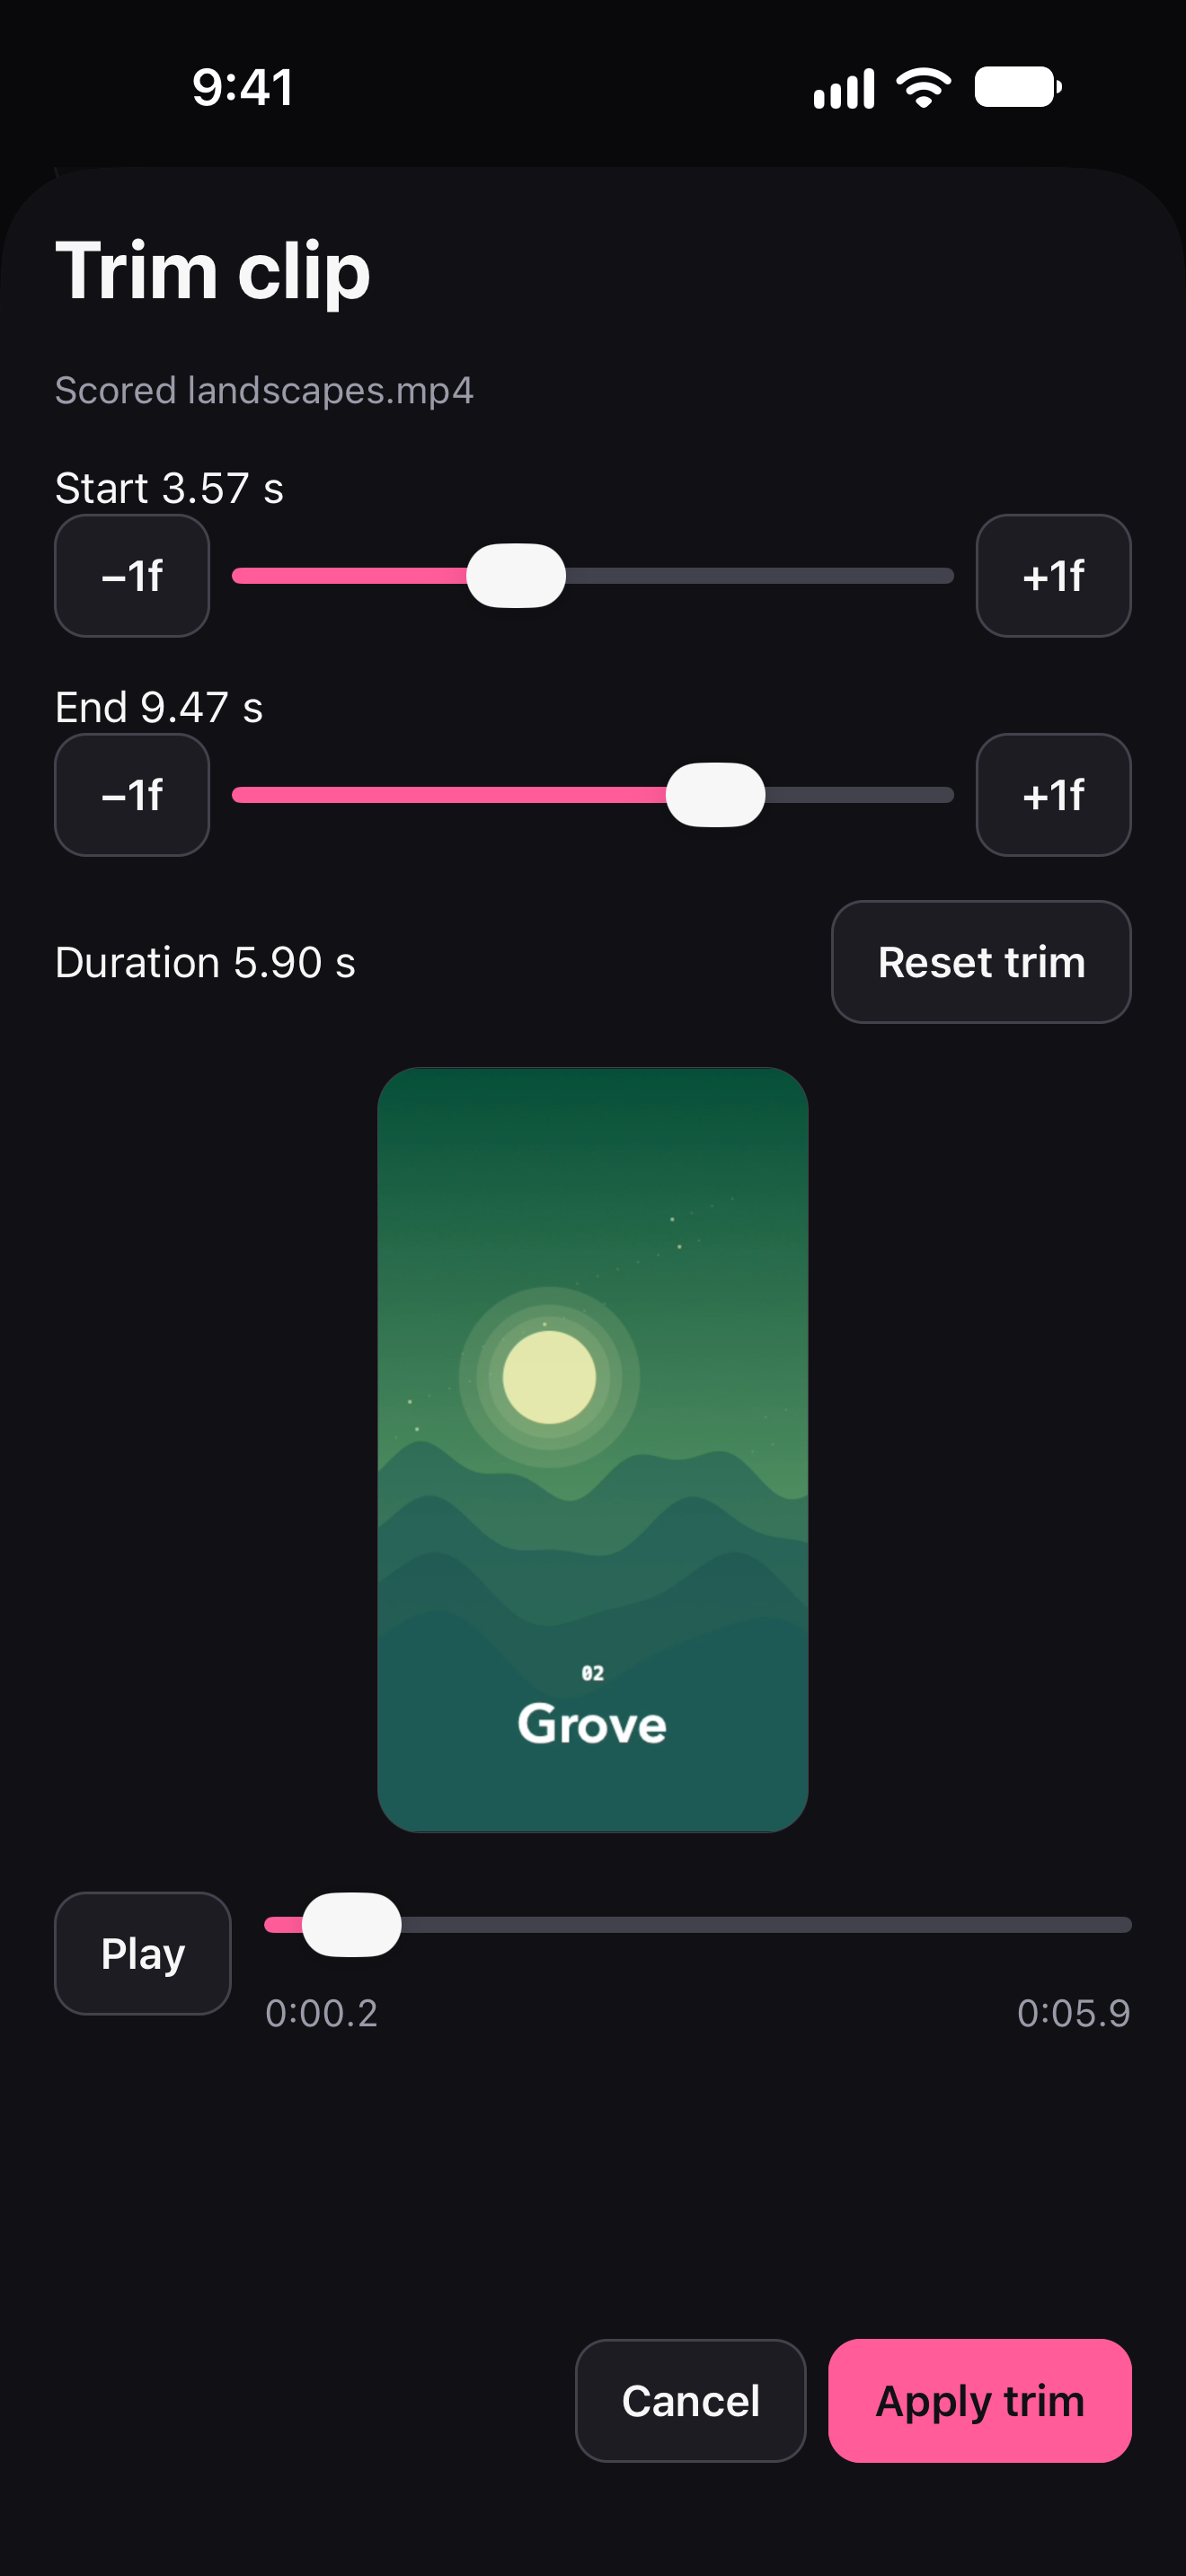 9:41
Trim clip
Scored landscapes.mp4
Start 3.57 s
–1f
+1f
End 9.47 s
–1f
+1f
Duration 5.90 s
Reset trim
02
Grove
Play
0:00.2
0:05.9
Cancel
Apply trim